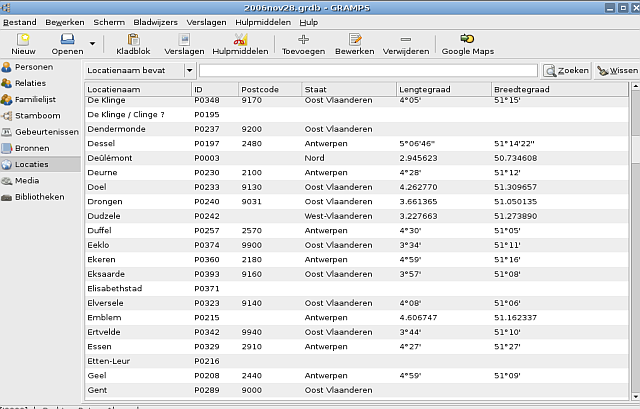 2006nov28.grdb - GRAMPS
Bestand Bewerken Scherm Bladwijzers Verslagen Hulpmiddelen Hulp
Nieuw Openen Kladblok Verslagen Hulpmiddelen Toevoegen Bewerken Verwijderen Google Maps
Personen
Relaties
Familielijst
Stamboom
Gebeurtenissen
Bronnen
Locaties
Media
Bibliotheken
Locatienaam bevat Zoeken Wissen
Locatienaam ID Postcode Staat Lengtegraad Breedtegraad
De Klinge P0348 9170 Oost Vlaanderen 4°05' 51°15'
De Klinge / Clinge ? P0195
Dendermonde P0237 9200 Oost Vlaanderen
Dessel P0197 2480 Antwerpen 5°06'46" 51°14'22"
Deûlémont P0003 Nord 2.945623 50.734608
Deurne P0230 2100 Antwerpen 4°28' 51°12'
Doel P0233 9130 Oost Vlaanderen 4.262770 51.309657
Drongen P0240 9031 Oost Vlaanderen 3.661365 51.050135
Dudzele P0242 West-Vlaanderen 3.227663 51.273890
Duffel P0257 2570 Antwerpen 4°30' 51°05'
Eeklo P0374 9900 Oost Vlaanderen 3°34' 51°11'
Ekeren P0360 2180 Antwerpen 4°59' 51°16'
Eksaarde P0393 9160 Oost Vlaanderen 3°57' 51°08'
Elisabethstad P0371
Elversele P0323 9140 Oost Vlaanderen 4°08' 51°06'
Emblem P0215 Antwerpen 4.606747 51.162337
Ertvelde P0342 9940 Oost Vlaanderen 3°44' 51°10'
Essen P0329 2910 Antwerpen 4°27' 51°27'
Etten-Leur P0216
Geel P0208 2440 Antwerpen 4°59' 51°09'
Gent P0289 9000 Oost Vlaanderen